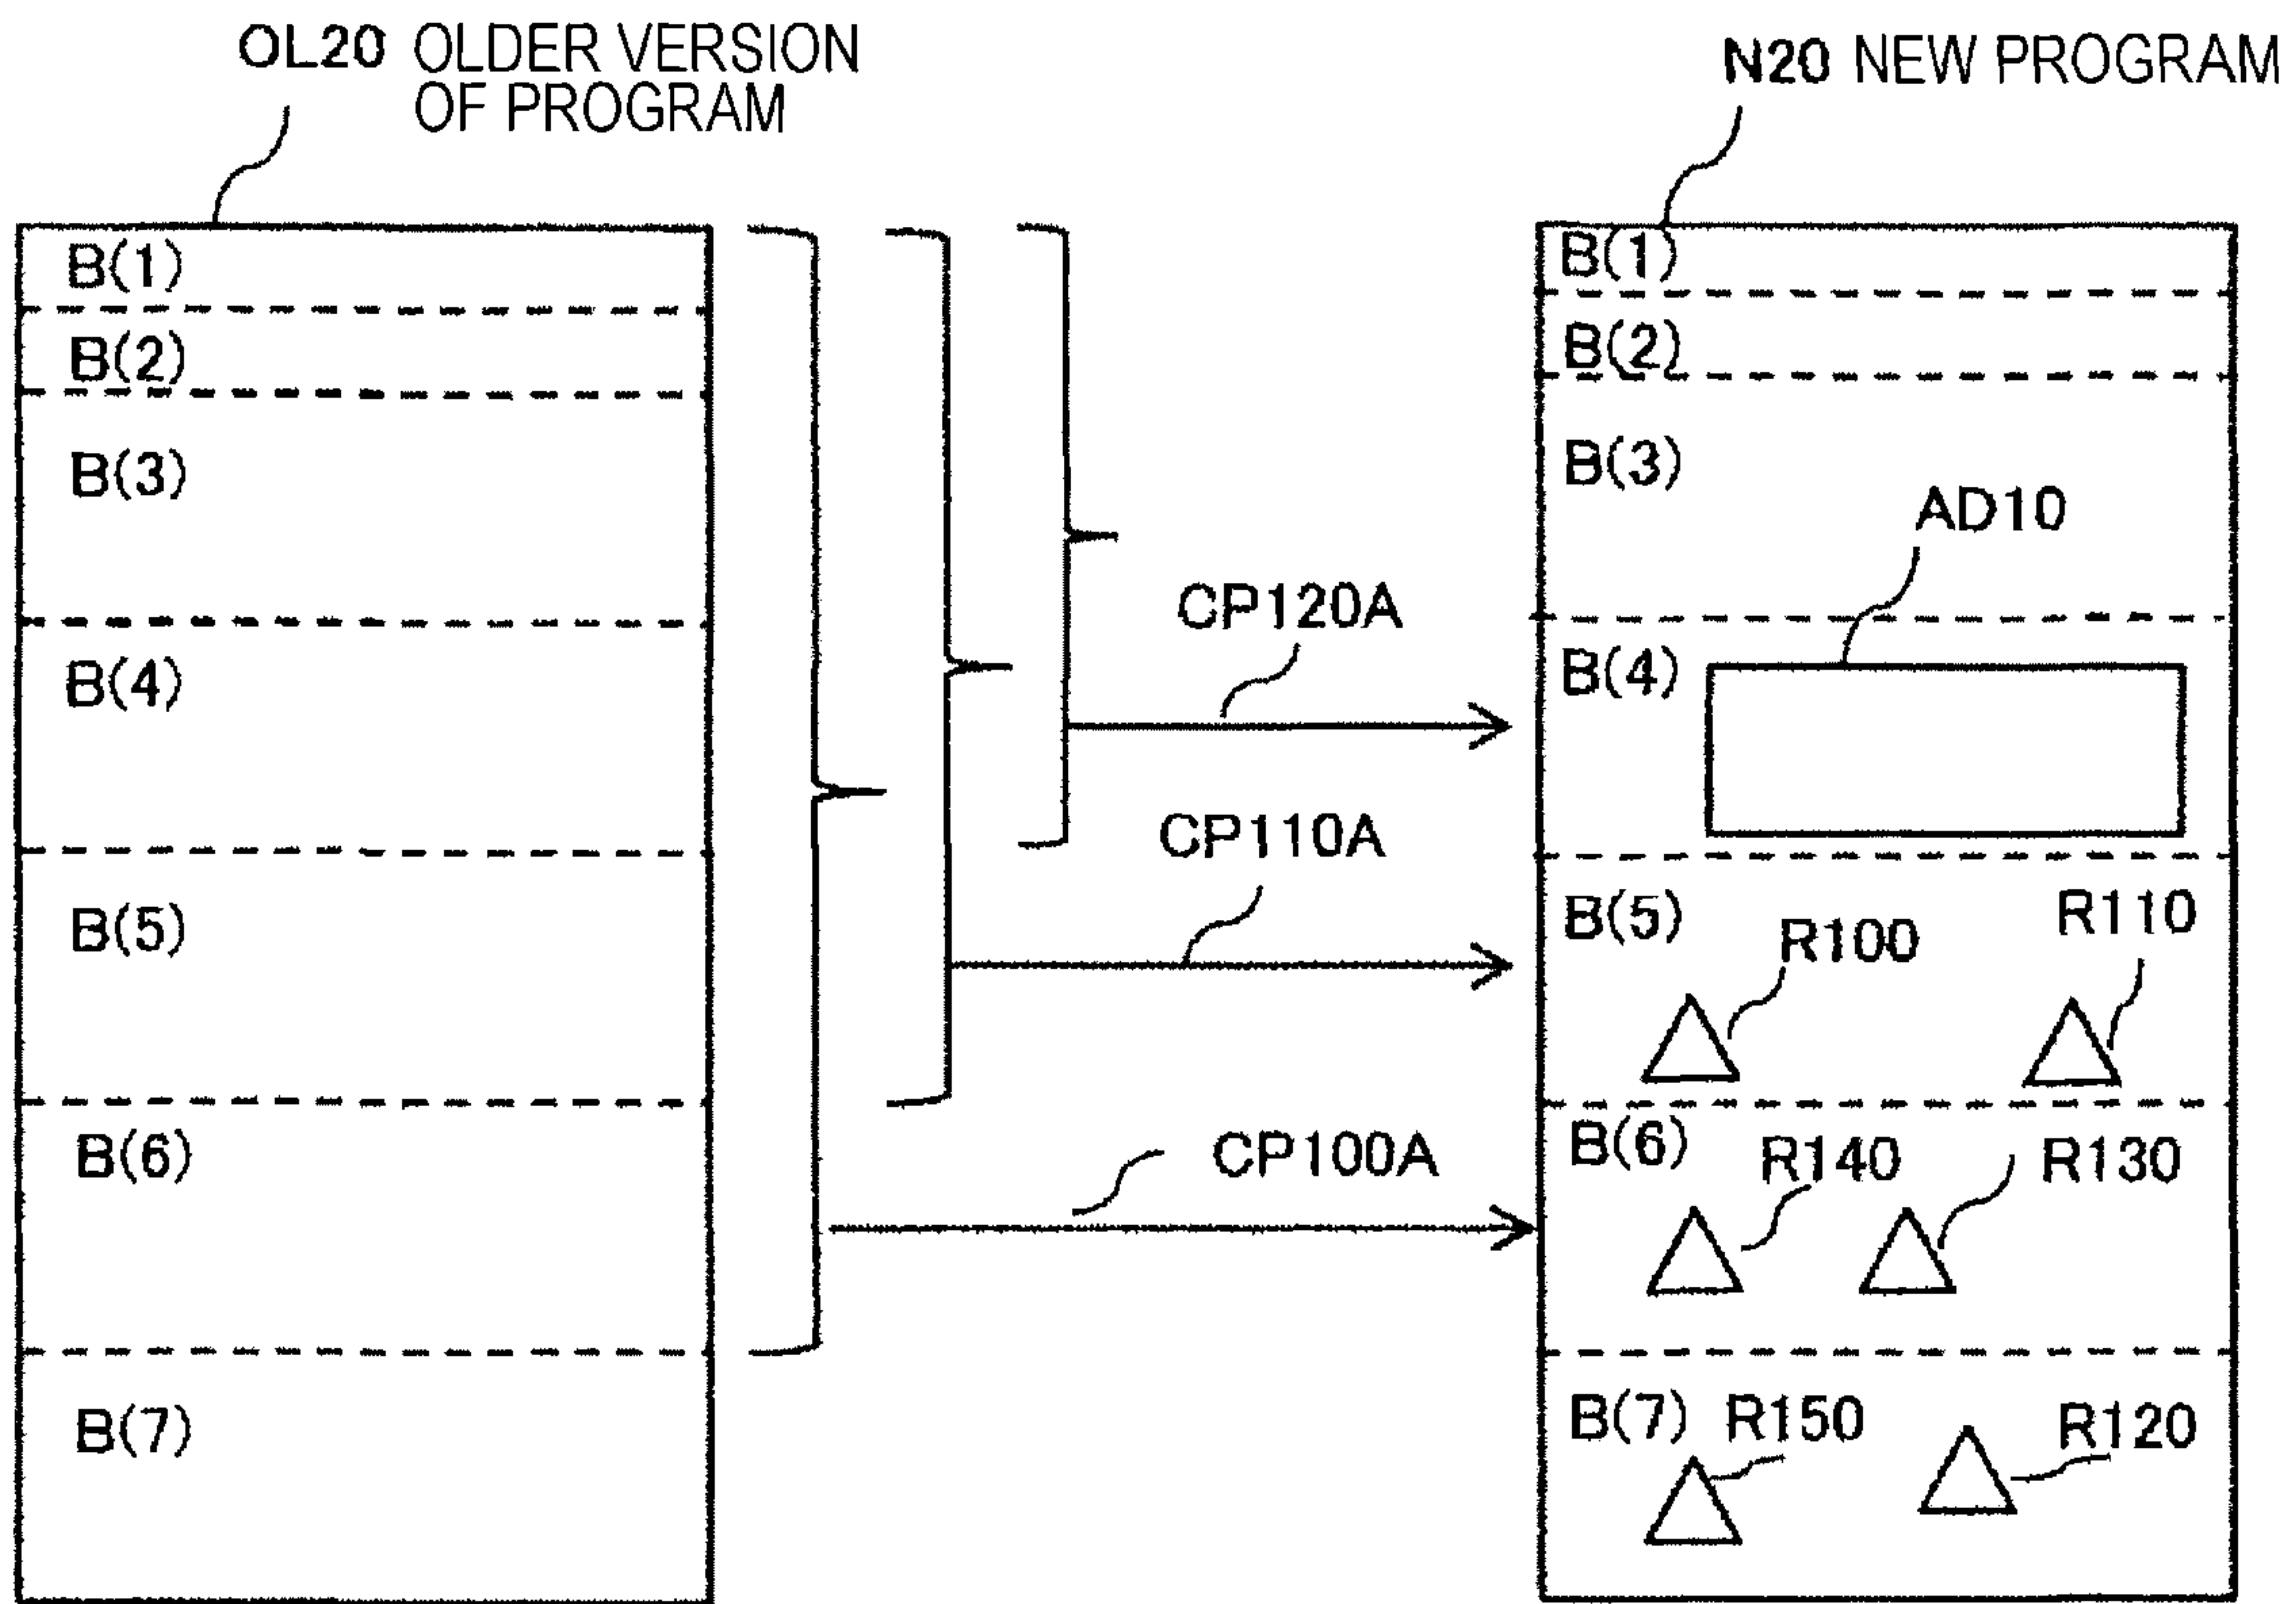 OL20 OLDER VERSION
OF PROGRAM
N20 NEW PROGRAM
B(1)
B(2)
B(3)
B(4)
B(5)
B(6)
B(7)
CP120A
CP110A
CP100A
B(1)
B(2)
B(3)
AD10
B(4)
B(5) R100 R110
B(6) R140 R130
B(7) R150 R120